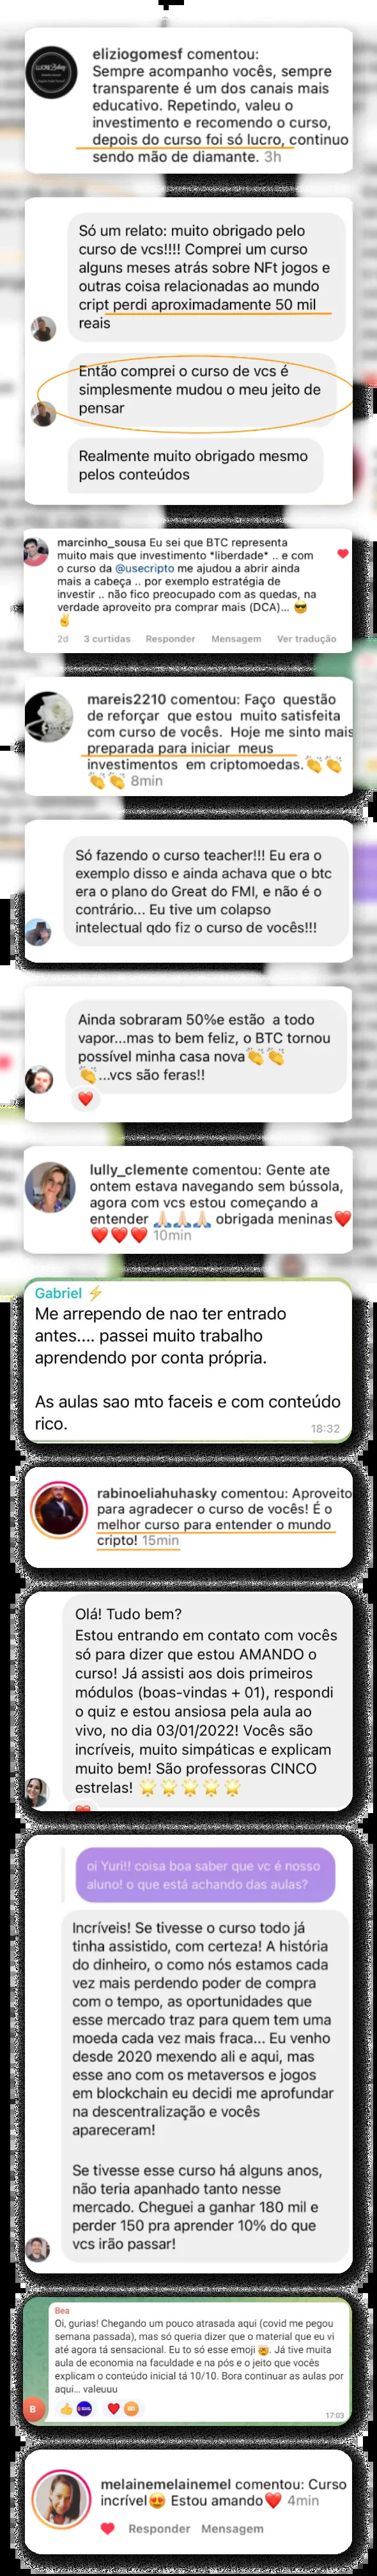 eliziogomesf comentou:
Sempre acompanho vocês, sempre
transparente é um dos canais mais
educativo. Repetindo, valeu o
investimento e recomendo o curso,
depois do curso foi só lucro, continuo
sendo mão de diamante. 3h
Só um relato: muito obrigado pelo
curso de vcs!!!! Comprei um curso
alguns meses atrás sobre NFt jogos e
outras coisa relacionadas ao mundo
cript perdi aproximadamente 50 mil
reais
Então comprei o curso de vcs é
simplesmente mudou o meu jeito de
pensar
Realmente muito obrigado mesmo
pelos conteúdos
marcinho_sousa Eu sei que BTC representa
muito mais que investimento *liberdade* .. e com
o curso da @usecripto me ajudou a abrir ainda
mais a cabeça .. por exemplo estratégia de
investir .. não fico preocupado com as quedas, na
verdade aproveito pra comprar mais (DCA)... 😎
✌️
2d 3 curtidas Responder Mensagem Ver tradução
mareis2210 comentou: Faço questão
de reforçar que estou muito satisfeita
com curso de vocês. Hoje me sinto mais
preparada para iniciar meus
investimentos em criptomoedas.👏👏
👏👏 8min
Só fazendo o curso teacher!!! Eu era o
exemplo disso e ainda achava que o btc
era o plano do Great do FMI, e não é o
contrário... Eu tive um colapso
intelectual qdo fiz o curso de vocês!!!
Ainda sobraram 50%e estão a todo
vapor...mas to bem feliz, o BTC tornou
possível minha casa nova👏👏
👏...vcs são feras!!
lully_clemente comentou: Gente ate
ontem estava navegando sem bússola,
agora com vcs estou começando a
entender 🙏🏻🙏🏻🙏🏻 obrigada meninas❤️
❤️❤️❤️ 10min
Gabriel ⚡
Me arrependo de nao ter entrado
antes.... passei muito trabalho
aprendendo por conta própria.
As aulas sao mto faceis e com conteúdo
rico.
18:32
rabinoeliahuhasky comentou: Aproveito
para agradecer o curso de vocês! É o
melhor curso para entender o mundo
cripto! 15min
Olá! Tudo bem?
Estou entrando em contato com vocês
só para dizer que estou AMANDO o
curso! Já assisti aos dois primeiros
módulos (boas-vindas + 01), respondi
o quiz e estou ansiosa pela aula ao
vivo, no dia 03/01/2022! Vocês são
incríveis, muito simpáticas e explicam
muito bem! São professoras CINCO
estrelas! 🌟🌟🌟🌟🌟
oi Yuri!! coisa boa saber que vc é nosso
aluno! o que está achando das aulas?
Incríveis! Se tivesse o curso todo já
tinha assistido, com certeza! A história
do dinheiro, o como nós estamos cada
vez mais perdendo poder de compra
com o tempo, as oportunidades que
esse mercado traz para quem tem uma
moeda cada vez mais fraca... Eu venho
desde 2020 mexendo ali e aqui, mas
esse ano com os metaversos e jogos
em blockchain eu decidi me aprofundar
na descentralização e vocês
apareceram!
Se tivesse esse curso há alguns anos,
não teria apanhado tanto nesse
mercado. Cheguei a ganhar 180 mil e
perder 150 pra aprender 10% do que
vcs irão passar!
Bea
Oi, gurias! Chegando um pouco atrasada aqui (covid me pegou
semana passada), mas só queria dizer que o material que eu vi
até agora tá sensacional. Eu to só esse emoji 🤯. Já tive muita
aula de economia na faculdade e na pós e o jeito que vocês
explicam o conteúdo inicial tá 10/10. Bora continuar as aulas por
aqui... valeuuu
B
17:03
melainemelainemel comentou: Curso
incrível😍 Estou amando❤️ 4min
Responder Mensagem